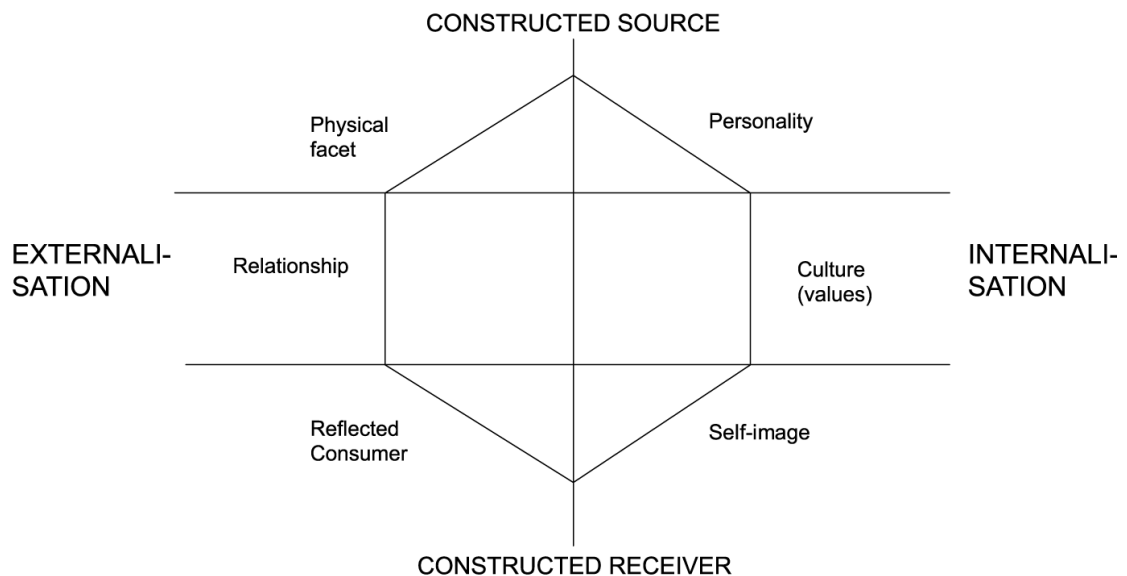 CONSTRUCTED SOURCE
Physical
facet
Personality
EXTERNALI-
SATION
Relationship
Culture
(values)
INTERNALI-
SATION
Reflected
Consumer
Self-image
CONSTRUCTED RECEIVER